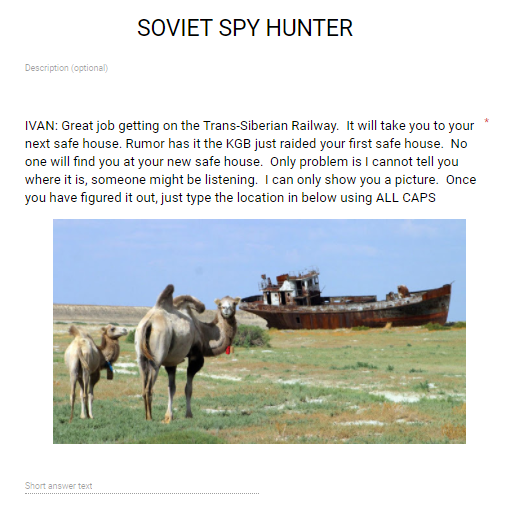 SOVIET SPY HUNTER
Description (optional)
IVAN: Great job getting on the Trans-Siberian Railway.  It will take you to your *
next safe house. Rumor has it the KGB just raided your first safe house.  No
one will find you at your new safe house.  Only problem is I cannot tell you
where it is, someone might be listening.  I can only show you a picture.  Once
you have figured it out, just type the location in below using ALL CAPS
Short answer text